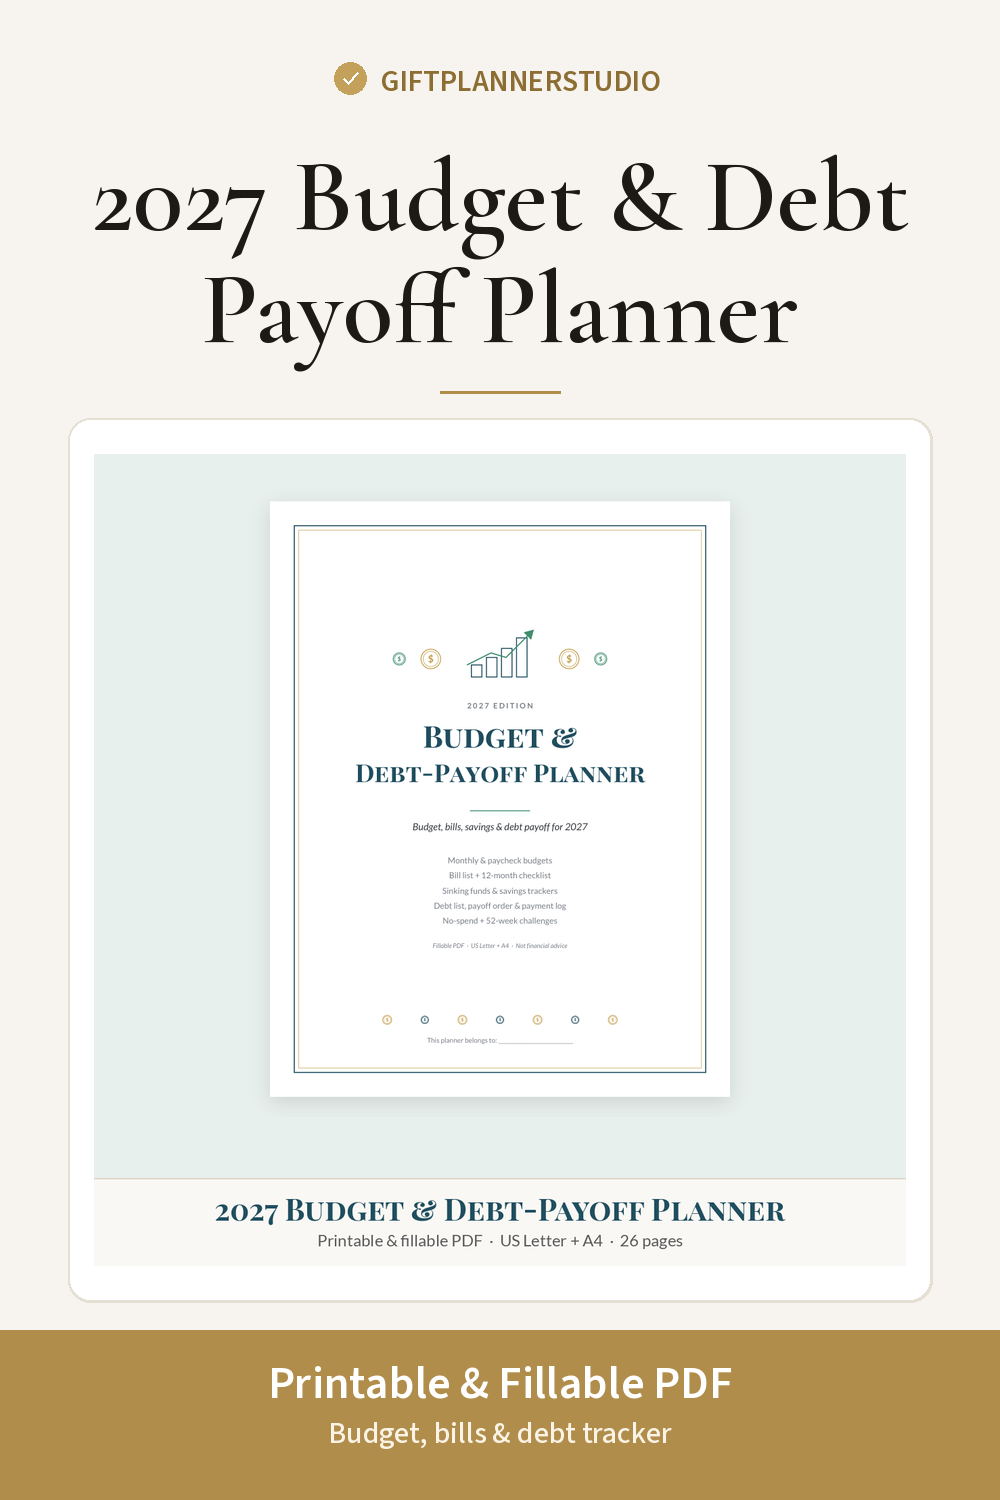 GIFTPLANNERSTUDIO
2027 Budget & Debt
Payoff Planner
2027 EDITION
BUDGET &
DEBT-PAYOFF PLANNER
Budget, bills, savings & debt payoff for 2027
Monthly & paycheck budgets
Bill list + 12-month checklist
Sinking funds & savings trackers
Debt list, payoff order & payment log
No-spend + 52-week challenges
Fillable PDF · US Letter + A4 · Not financial advice
This planner belongs to: ____________________
2027 BUDGET & DEBT-PAYOFF PLANNER
Printable & fillable PDF · US Letter + A4 · 26 pages
Printable & Fillable PDF
Budget, bills & debt tracker